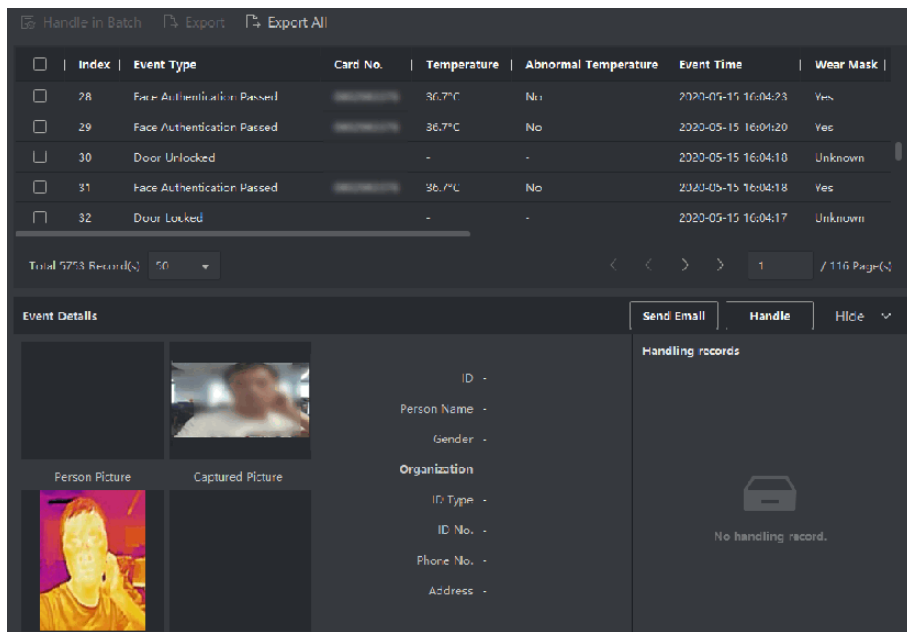 Handle in Batch Export Export All
Index Event Type Card No. Temperature Abnormal Temperature Event Time Wear Mask
28 Face Authentication Passed 36.7°C No 2020-05-15 16:04:23 Yes
29 Face Authentication Passed 36.7°C No 2020-05-15 16:04:20 Yes
30 Door Unlocked - - 2020-05-15 16:04:18 Unknown
31 Face Authentication Passed 36.7°C No 2020-05-15 16:04:18 Yes
32 Door Locked - - 2020-05-15 16:04:17 Unknown
Total 5753 Record(s) 50 1 / 116 Page(s)
Event Details Send Email Handle Hide
Handling records
ID -
Person Name -
Gender -
Organization
ID Type -
ID No. -
Phone No. -
Address -
Person Picture Captured Picture
No handling record.